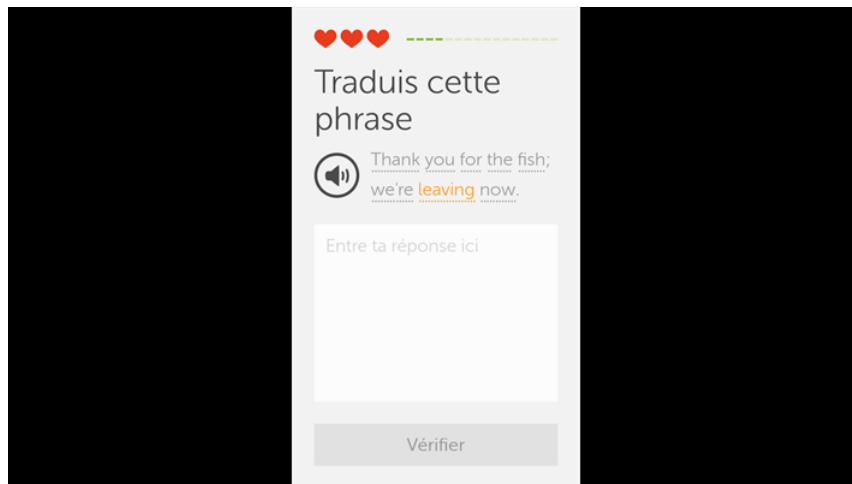 Traduis cette
phrase
Thank you for the fish;
we're leaving now.
Entre ta réponse ici
Vérifier